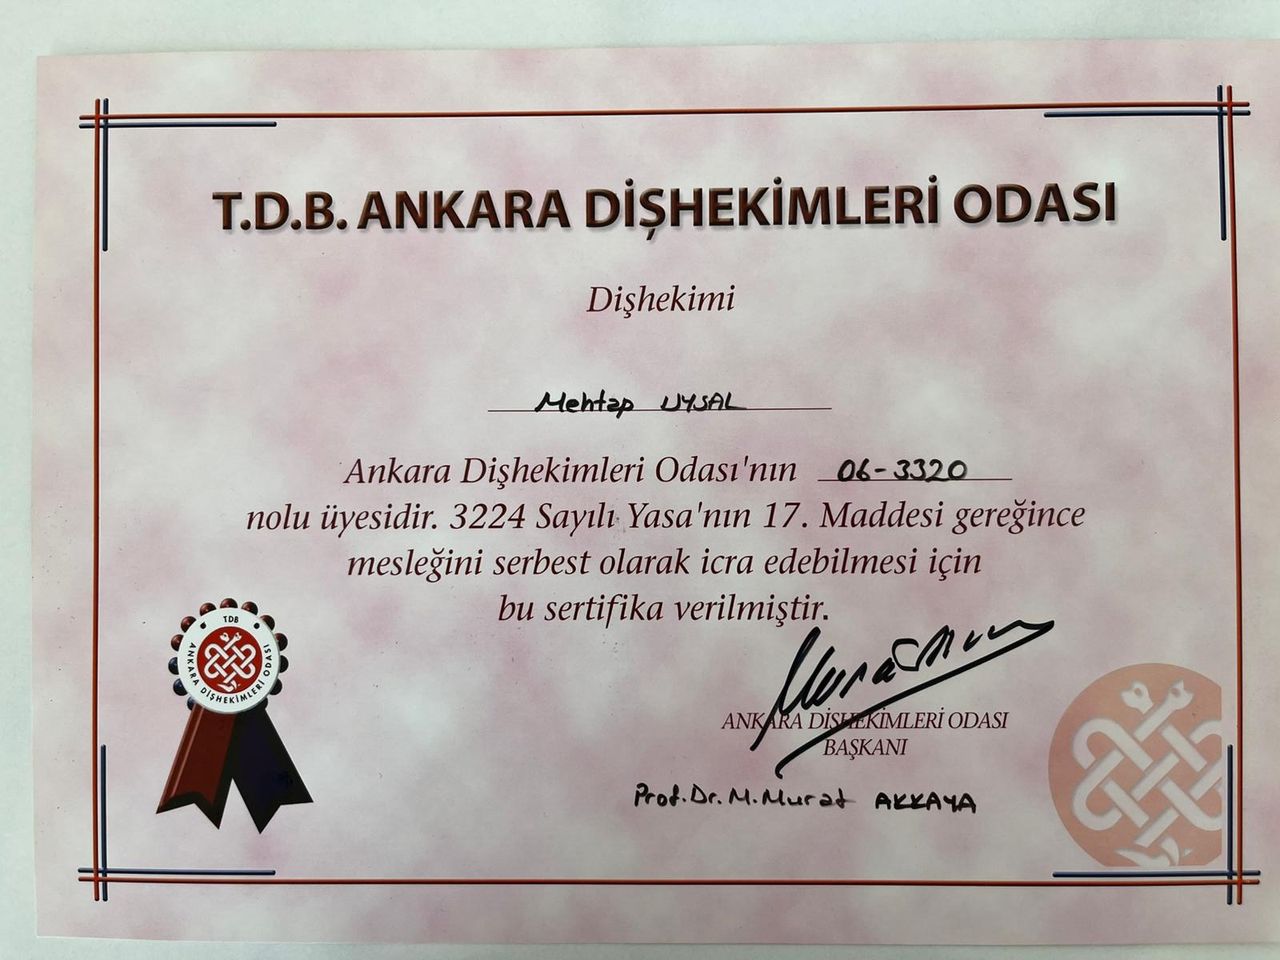 T.D.B. ANKARA DİŞHEKİMLERİ ODASI
Dişhekimi
Mehtap UYSAL
Ankara Dişhekimleri Odası'nın 06-3320
nolu üyesidir. 3224 Sayılı Yasa'nın 17. Maddesi gereğince
mesleğini serbest olarak icra edebilmesi için
bu sertifika verilmiştir.
TDB
ANKARA DİŞHEKİMLERİ ODASI
ANKARA DİŞHEKİMLERİ ODASI
BAŞKANI
Prof.Dr.M.Murat AKKAYA